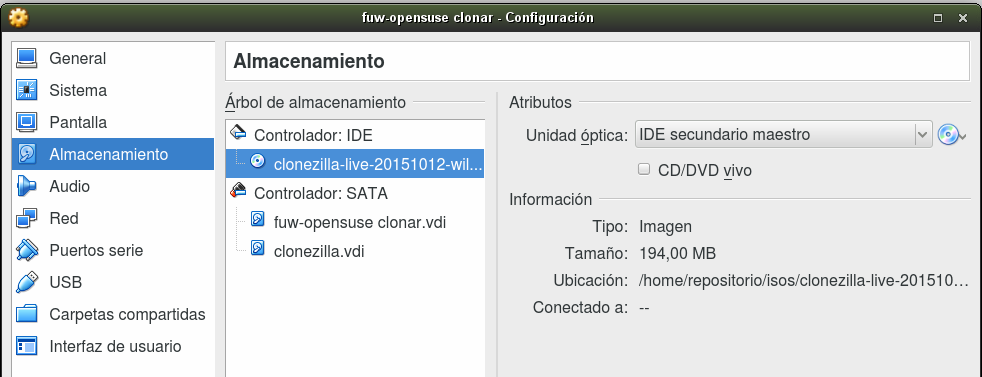 fuw-opensuse clonar - Configuración
General
Sistema
Pantalla
Almacenamiento
Audio
Red
Puertos serie
USB
Carpetas compartidas
Interfaz de usuario
Almacenamiento
Árbol de almacenamiento
Controlador: IDE
clonezilla-live-20151012-wil...
Controlador: SATA
fuw-opensuse clonar.vdi
clonezilla.vdi
Atributos
Unidad óptica: IDE secundario maestro
CD/DVD vivo
Información
Tipo: Imagen
Tamaño: 194,00 MB
Ubicación: /home/repositorio/isos/clonezilla-live-201510...
Conectado a: --